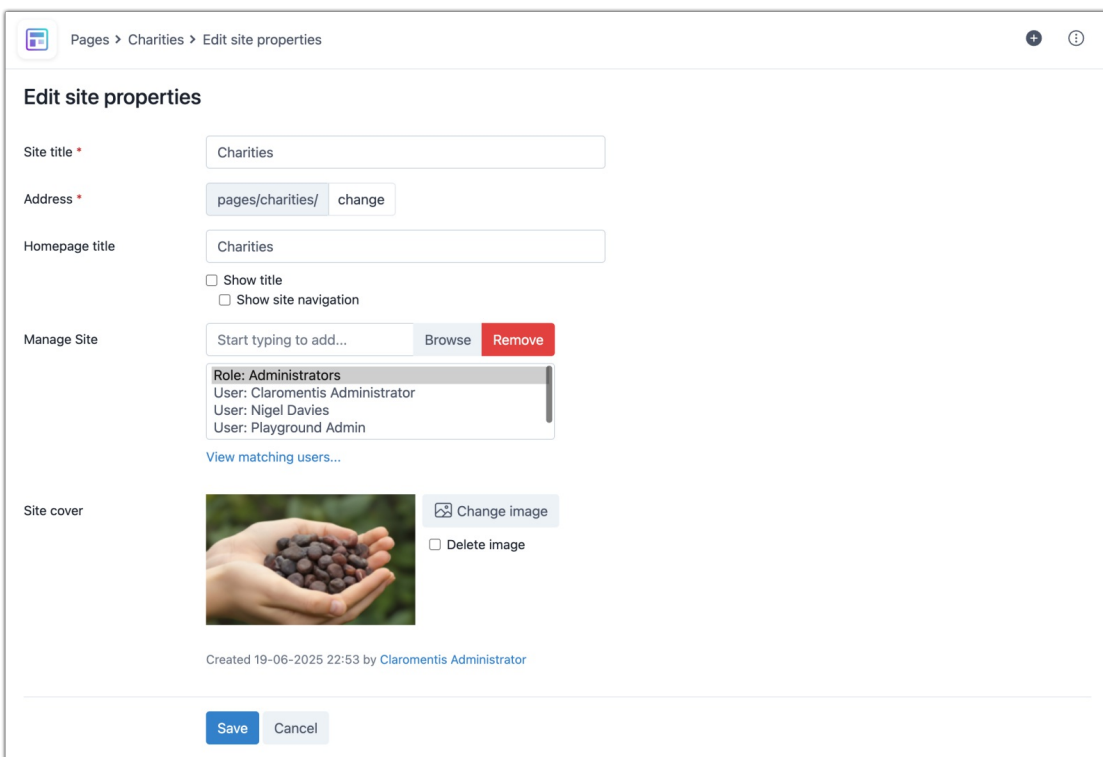 Pages > Charities > Edit site properties
Edit site properties
Site title *
Charities
Address *
pages/charities/ change
Homepage title
Charities
Show title
Show site navigation
Manage Site
Start typing to add... Browse Remove
Role: Administrators
User: Claromentis Administrator
User: Nigel Davies
User: Playground Admin
View matching users...
Site cover
Change image
Delete image
Created 19-06-2025 22:53 by Claromentis Administrator
Save Cancel